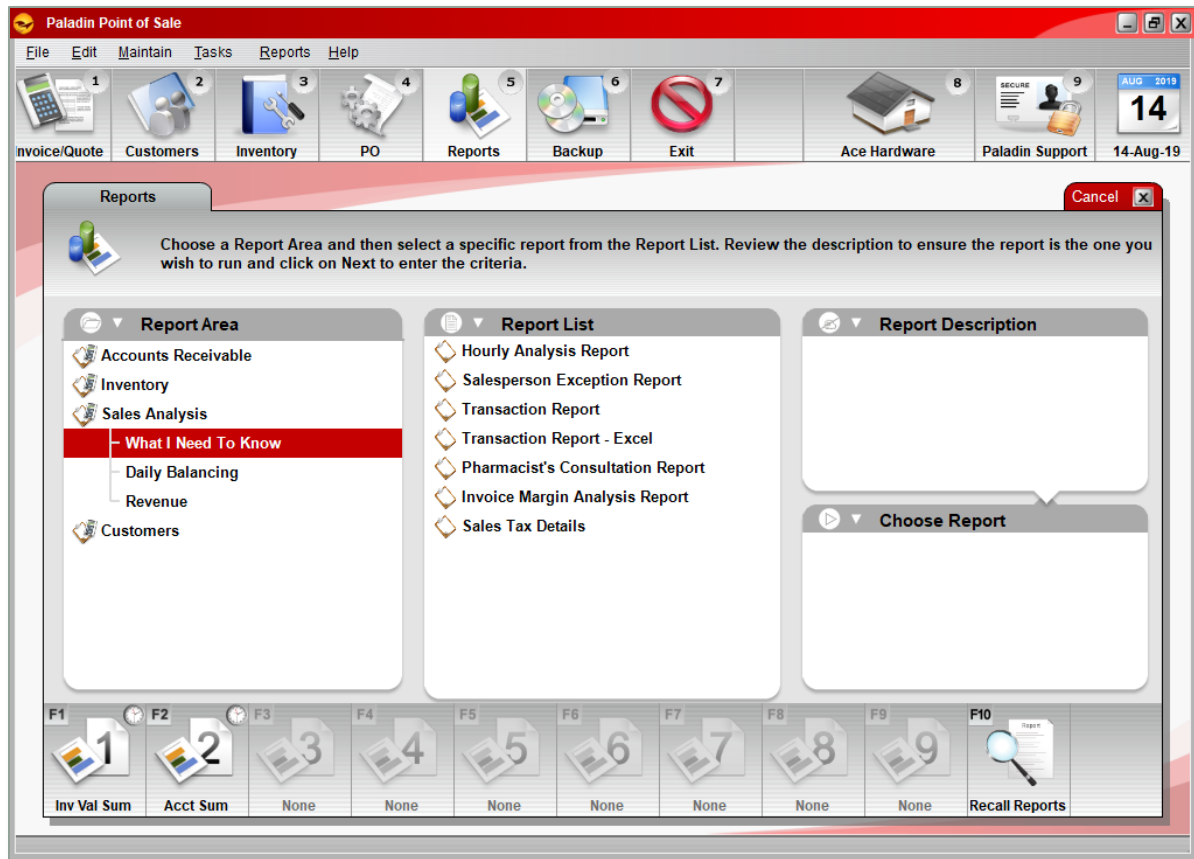 Paladin Point of Sale
File Edit Maintain Tasks Reports Help
1 2 3 4 5 6 7 8 9
SECURE
AUG 2019
14
Invoice/Quote Customers Inventory PO Reports Backup Exit Ace Hardware Paladin Support 14-Aug-19
Reports
Cancel
Choose a Report Area and then select a specific report from the Report List. Review the description to ensure the report is the one you
wish to run and click on Next to enter the criteria.
Report Area
Accounts Receivable
Inventory
Sales Analysis
What I Need To Know
Daily Balancing
Revenue
Customers
Report List
Hourly Analysis Report
Salesperson Exception Report
Transaction Report
Transaction Report - Excel
Pharmacist's Consultation Report
Invoice Margin Analysis Report
Sales Tax Details
Report Description
Choose Report
F1 F2 F3 F4 F5 F6 F7 F8 F9 F10
1 2 3 4 5 6 7 8 9 Report
Inv Val Sum Acct Sum None None None None None None None Recall Reports